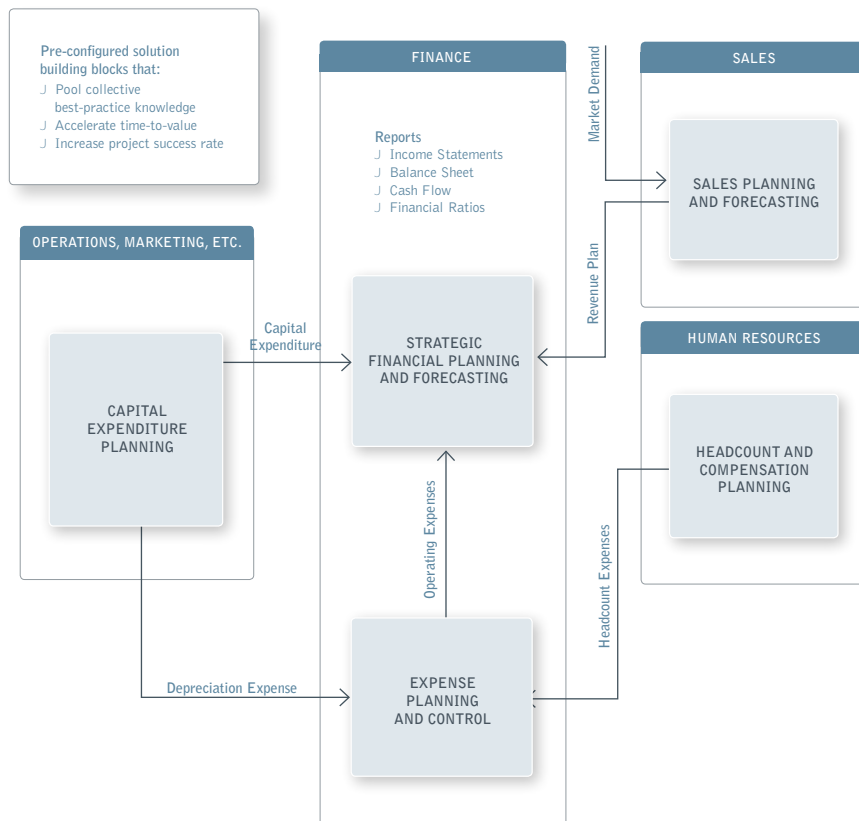 Pre-configured solution
building blocks that:
Pool collective
best-practice knowledge
Accelerate time-to-value
Increase project success rate
FINANCE
Reports
Income Statements
Balance Sheet
Cash Flow
Financial Ratios
Market Demand
SALES
SALES PLANNING
AND FORECASTING
Revenue Plan
OPERATIONS, MARKETING, ETC.
CAPITAL
EXPENDITURE
PLANNING
Capital
Expenditure
STRATEGIC
FINANCIAL PLANNING
AND FORECASTING
HUMAN RESOURCES
HEADCOUNT AND
COMPENSATION
PLANNING
Operating Expenses
Headcount Expenses
Depreciation Expense
EXPENSE
PLANNING
AND CONTROL